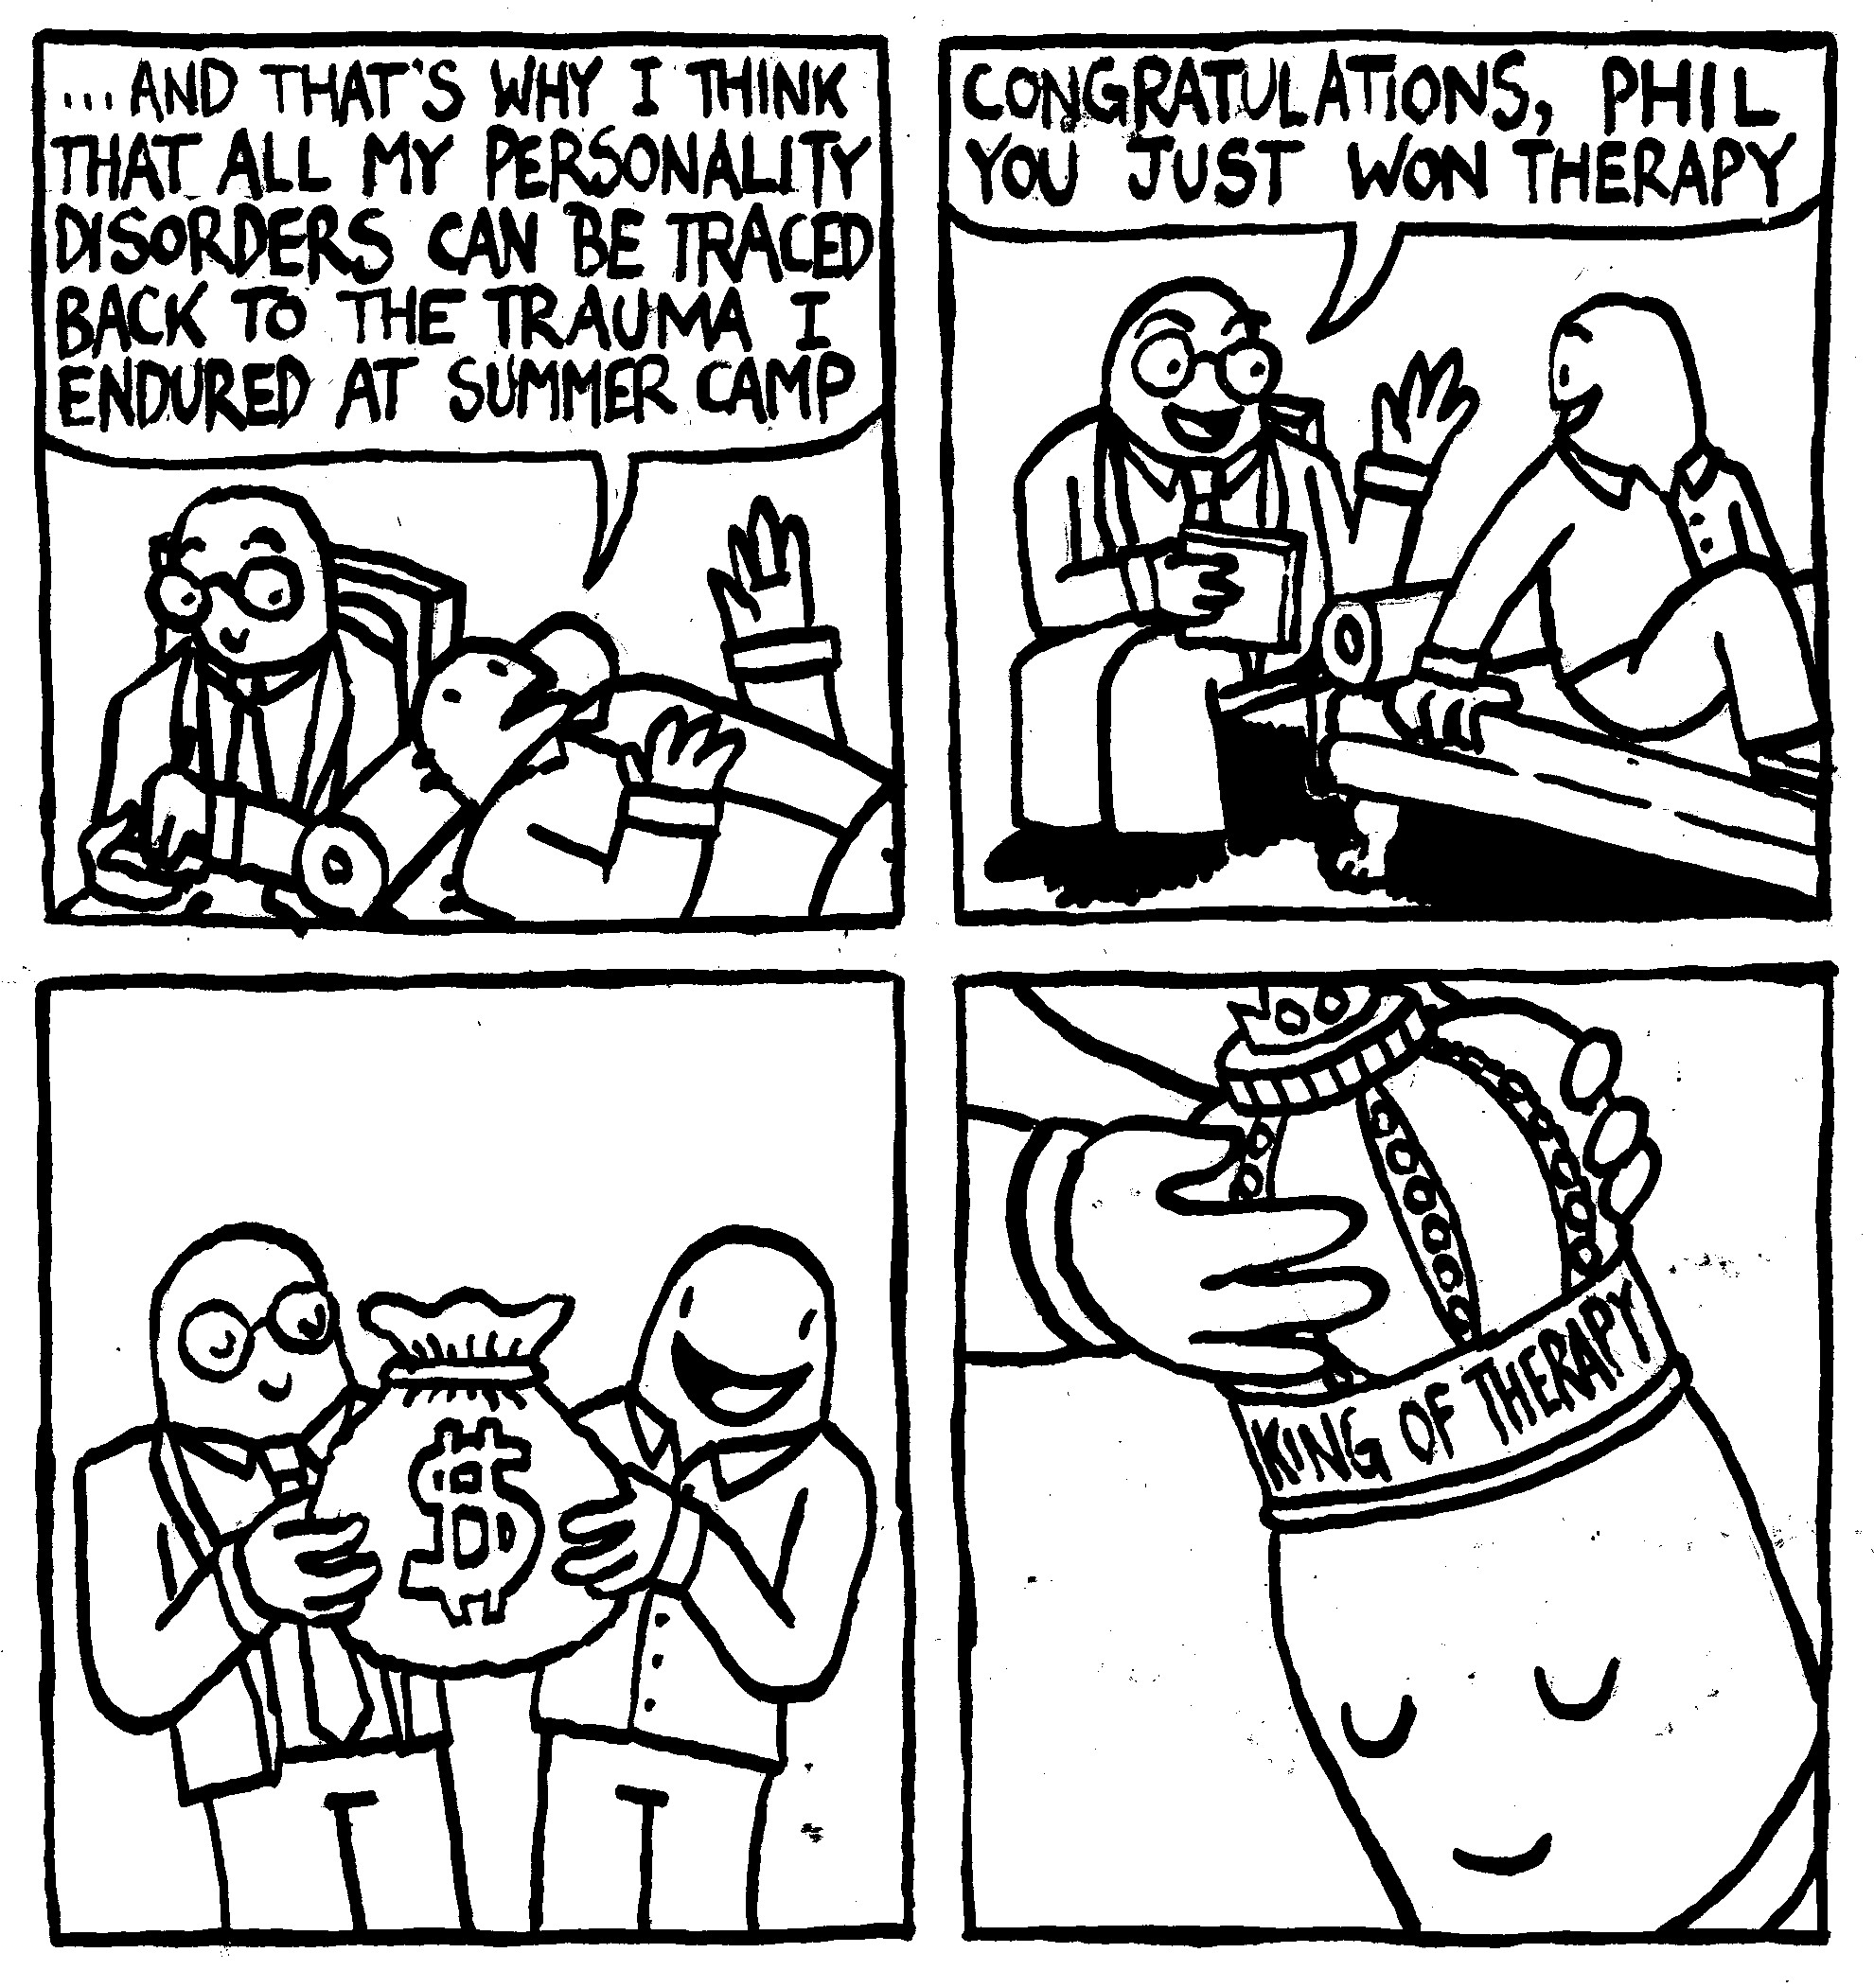 ...AND THAT'S WHY I THINK
THAT ALL MY PERSONALITY
DISORDERS CAN BE TRACED
BACK TO THE TRAUMA I
ENDURED AT SUMMER CAMP
CONGRATULATIONS, PHIL
YOU JUST WON THERAPY
$
KING OF THERAPY